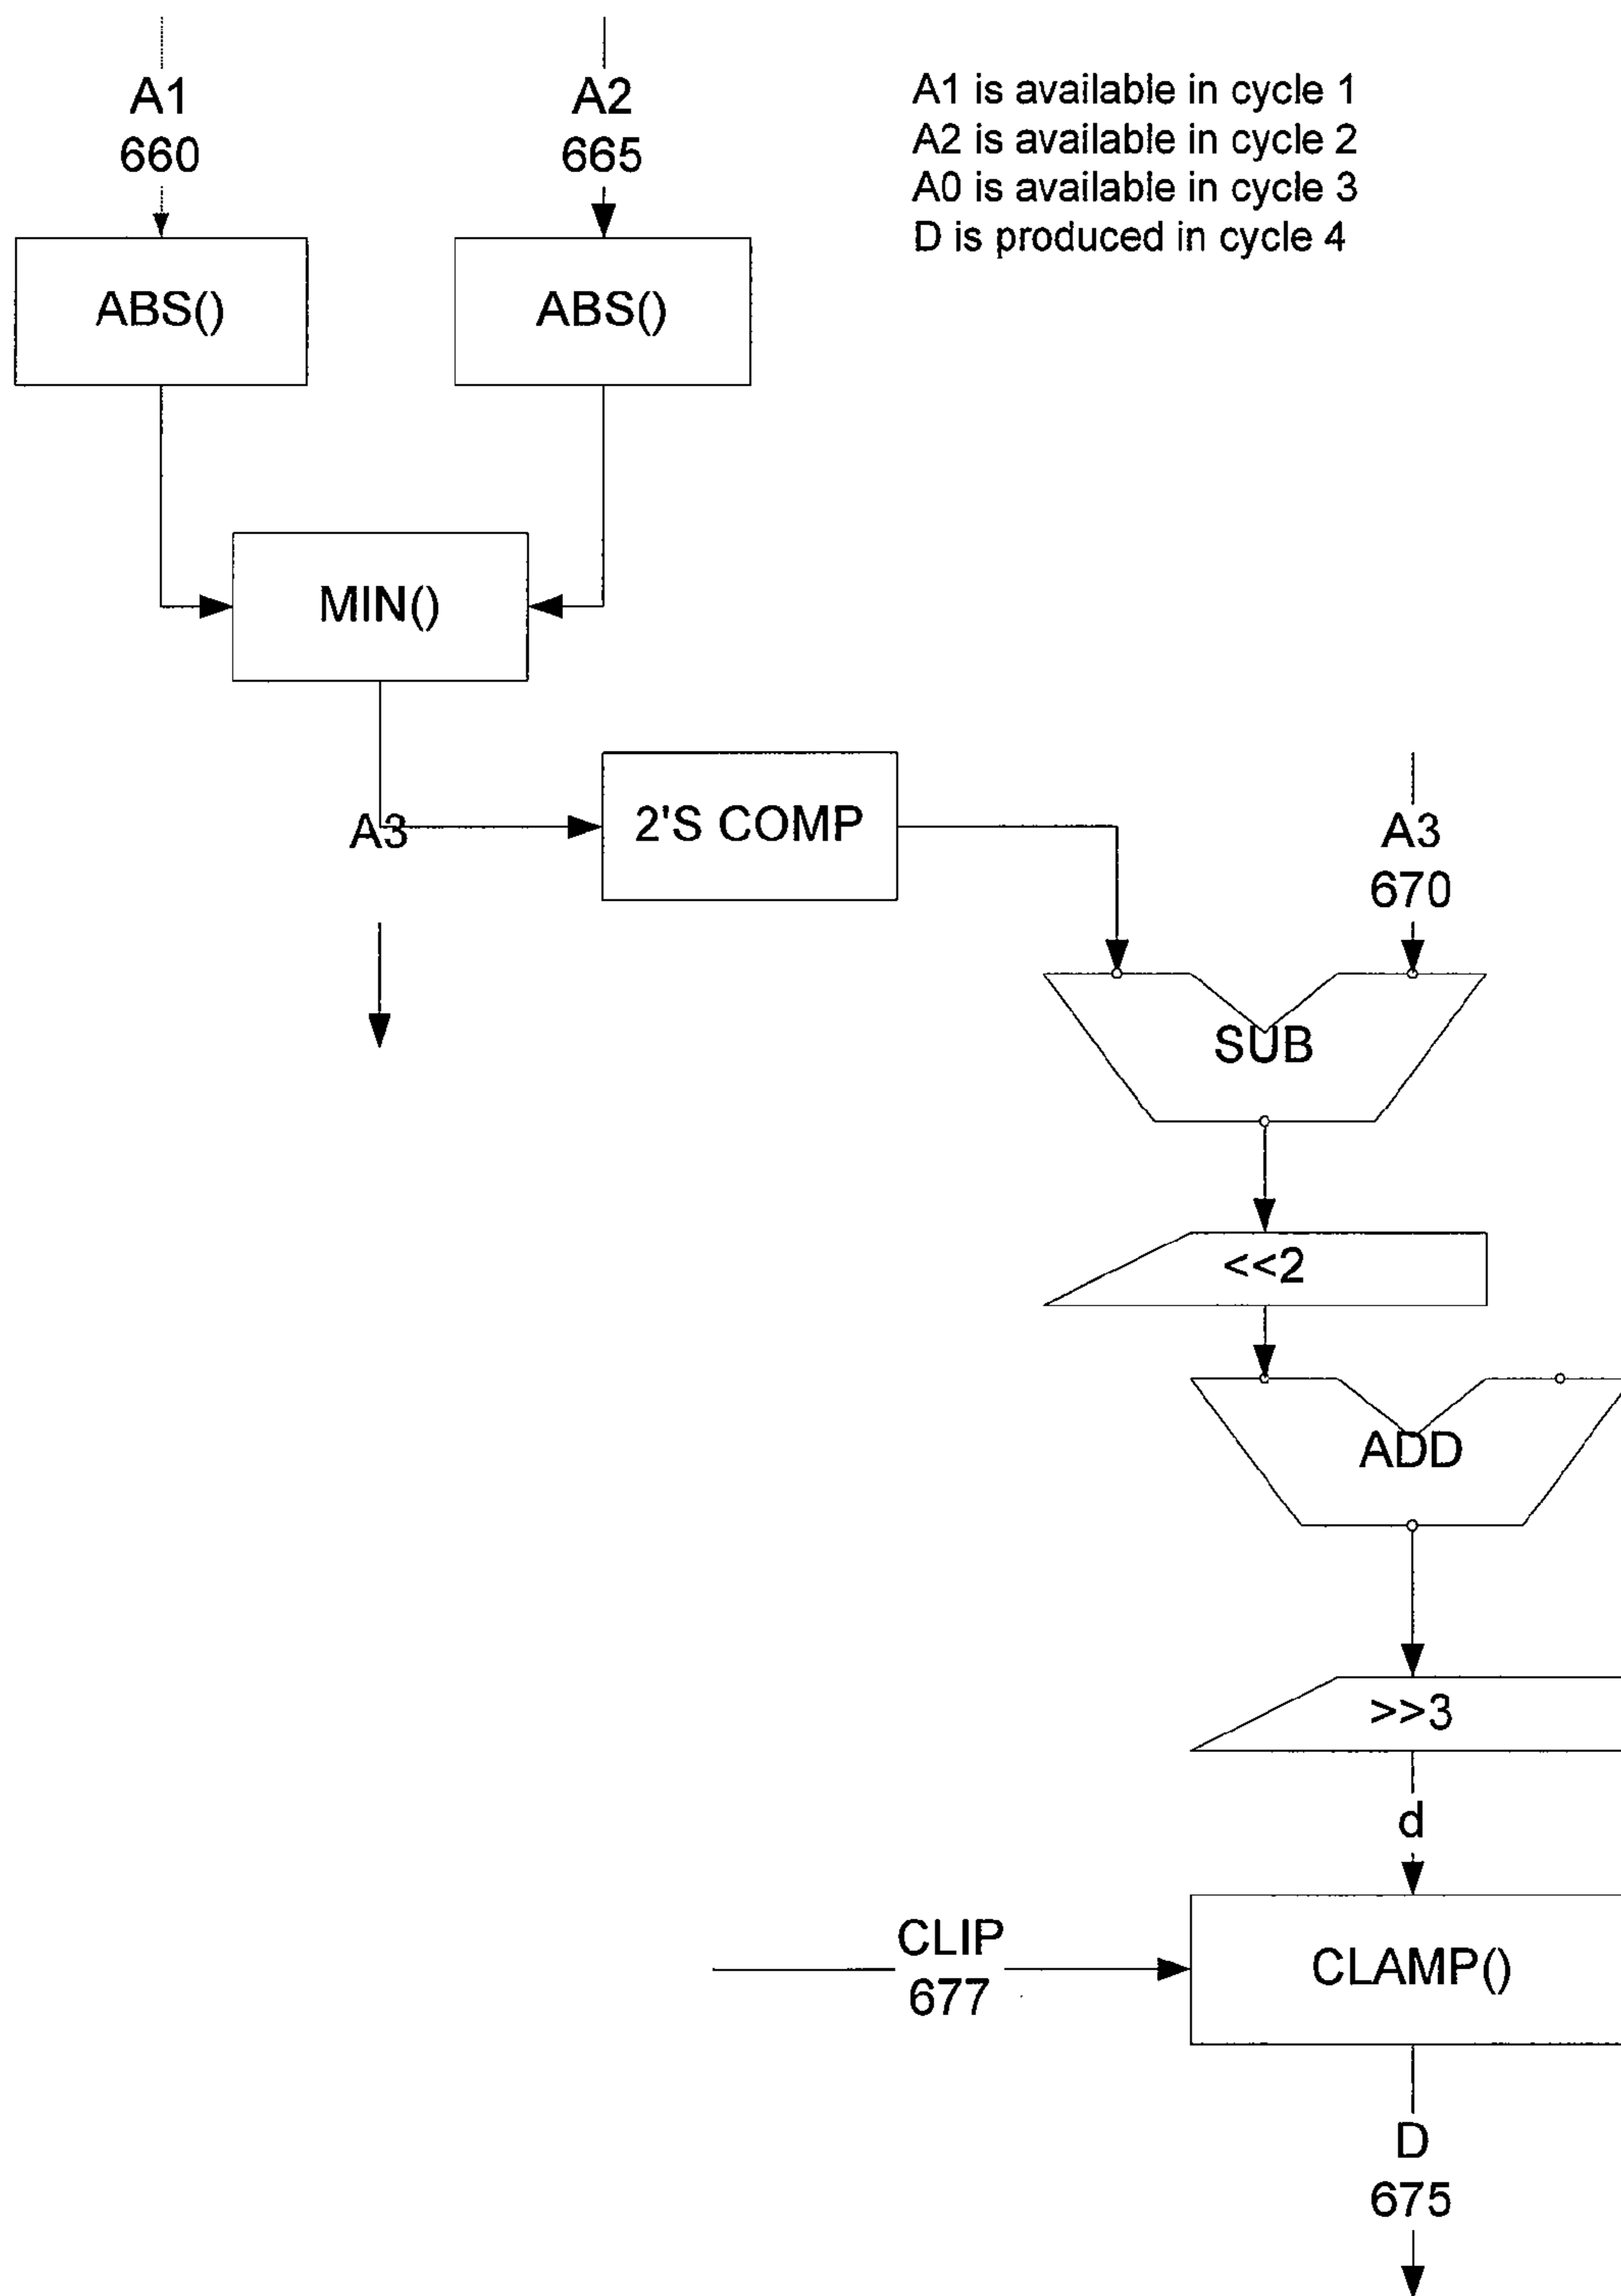 A1
660
A2
665
A1 is available in cycle 1
A2 is available in cycle 2
A0 is available in cycle 3
D is produced in cycle 4
ABS()
ABS()
MIN()
A3
2'S COMP
A3
670
SUB
<<2
ADD
>>3
d
CLIP
677
CLAMP()
D
675